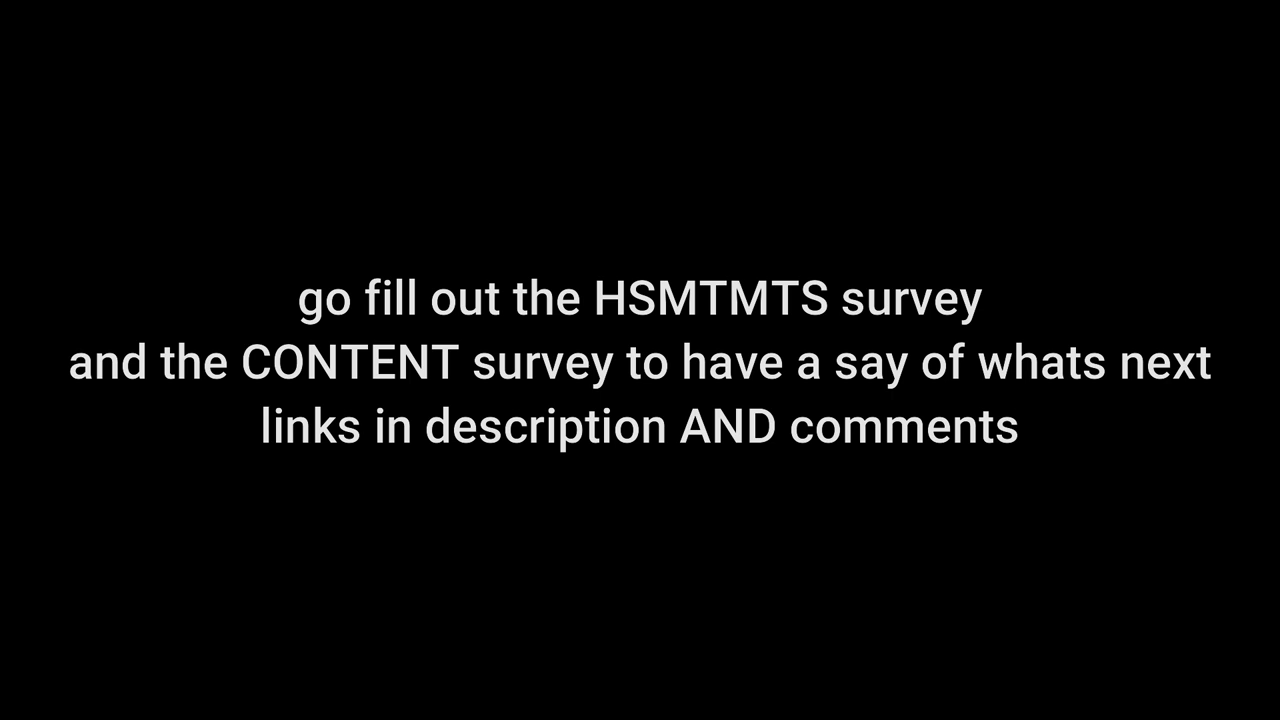 go fill out the HSMTMTS survey
and the CONTENT survey to have a say of whats next
links in description AND comments